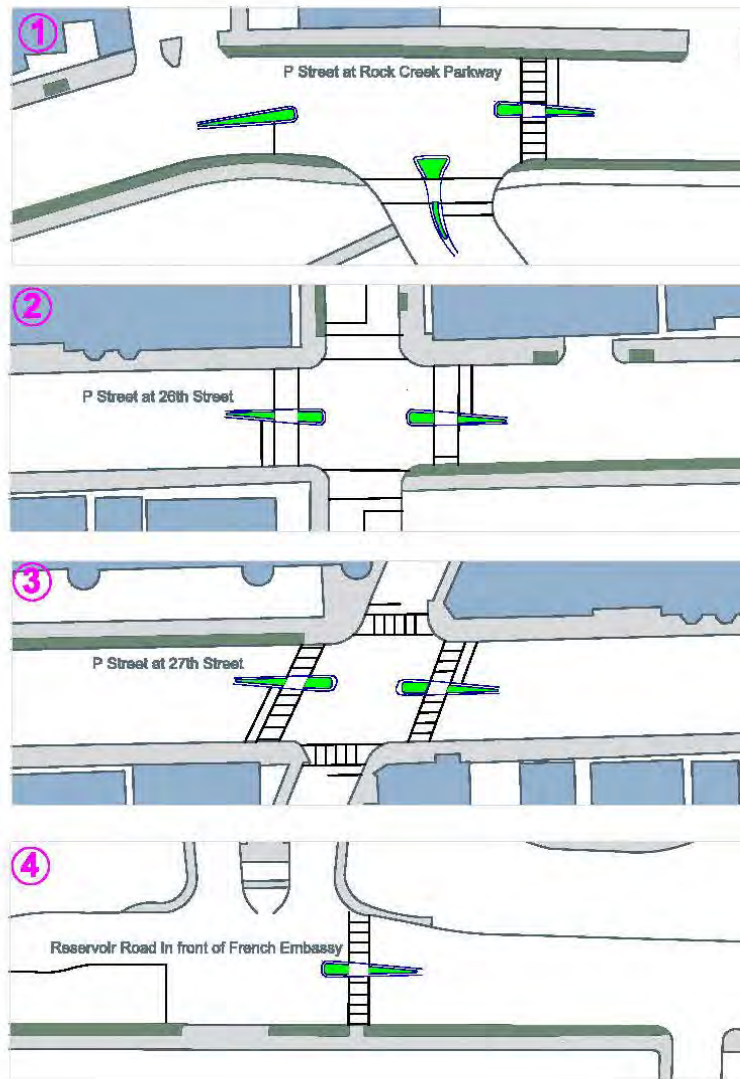 1
P Street at Rock Creek Parkway
2
P Street at 26th Street
3
P Street at 27th Street
4
Reservoir Road in front of French Embassy